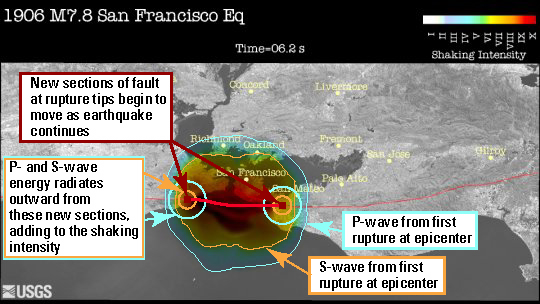 1906 M7.8 San Francisco Eq
I II III IV V VI VII VIII IX X
Shaking Intensity
Time=06.2 s
New sections of fault
at rupture tips begin to
move as earthquake
continues
Concord
Livermore
Richmond
Oakland
Fremont
San Jose
Gilroy
P- and S-wave
energy radiates
outward from
these new sections,
adding to the shaking
intensity
San Francisco
San Mateo
Palo Alto
P-wave from first
rupture at epicenter
S-wave from first
rupture at epicenter
USGS